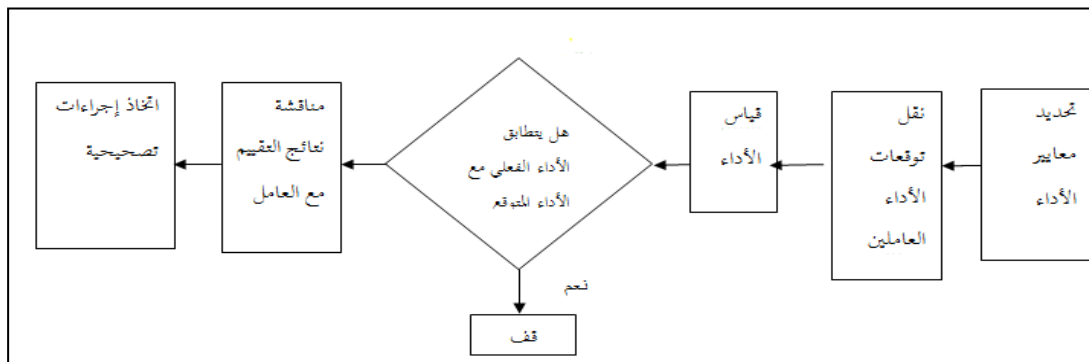 تحديد
معايير
الأداء
نقل
توقعات
الأداء
العاملين
قياس
الأداء
هل يتطابق
الأداء الفعلي مع
الأداء المتوقع
نعم
قف
مناقشة
نتائج التقييم
مع العامل
اتخاذ إجراءات
تصحيحية